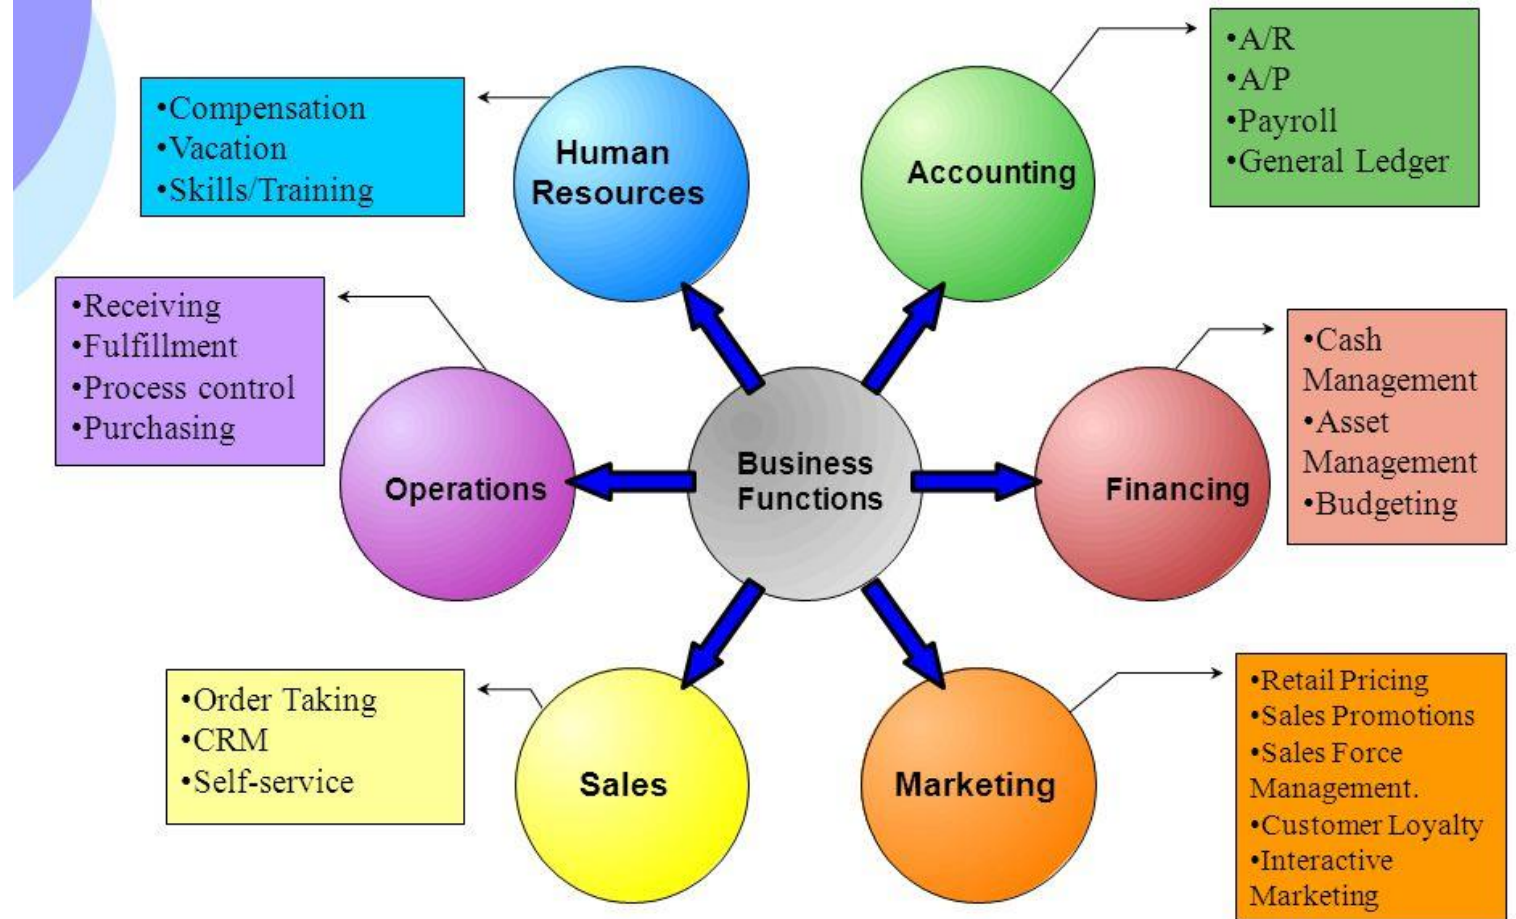 •Compensation
•Vacation
•Skills/Training
Human
Resources
Accounting
•A/R
•A/P
•Payroll
•General Ledger
•Receiving
•Fulfillment
•Process control
•Purchasing
Operations
Business
Functions
Financing
•Cash
Management
•Asset
Management
•Budgeting
•Order Taking
•CRM
•Self-service
Sales
Marketing
•Retail Pricing
•Sales Promotions
•Sales Force
Management.
•Customer Loyalty
•Interactive
Marketing